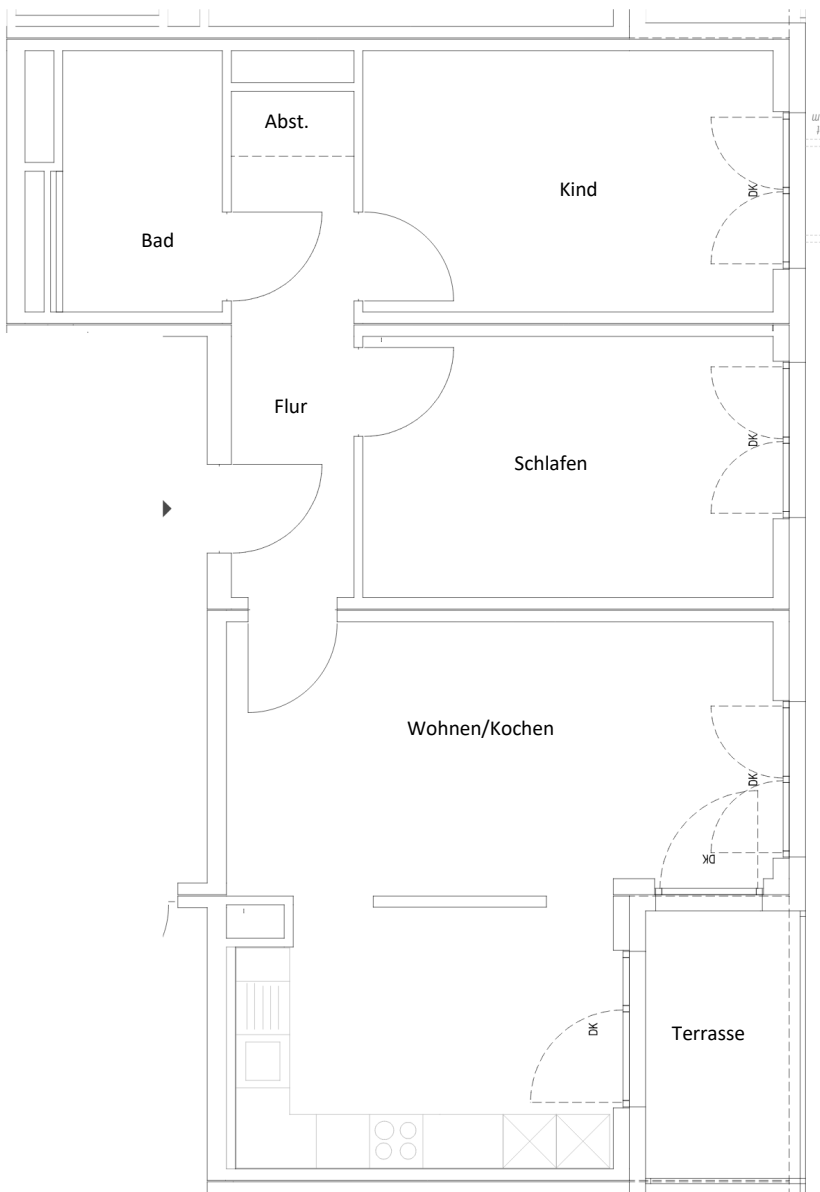 Abst.
Kind
DK
Bad
Flur
DK
Schlafen
Wohnen/Kochen
DK
DK
DK
Terrasse